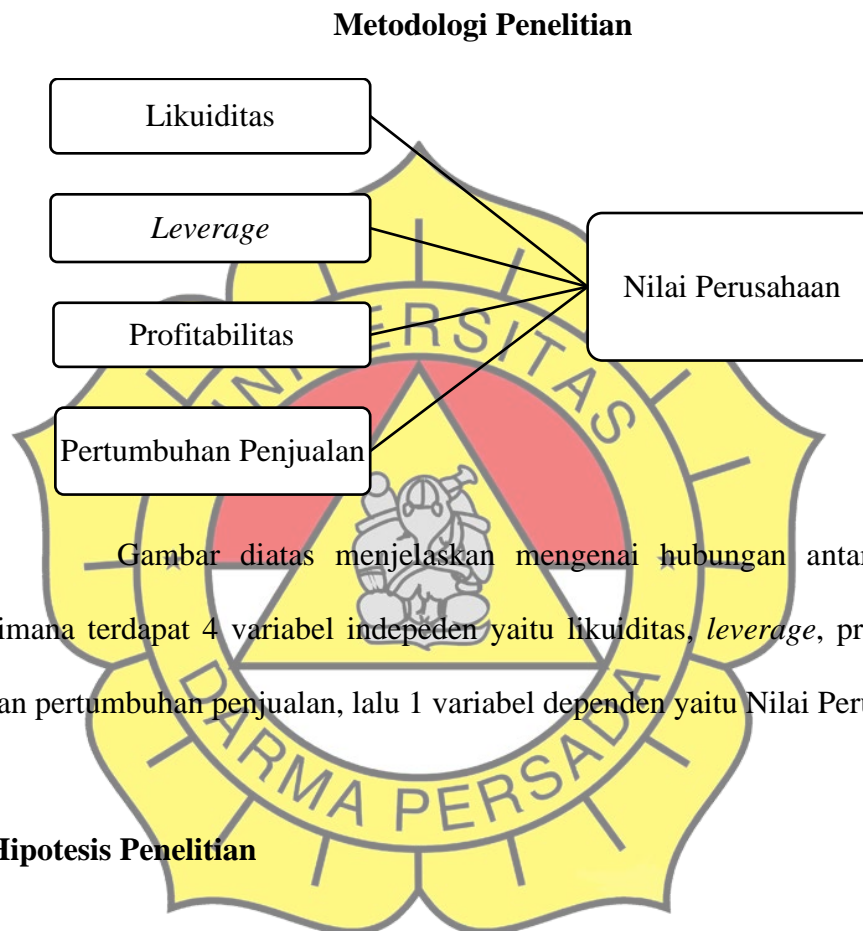 Metodologi Penelitian
Likuiditas
Leverage
Profitabilitas
Pertumbuhan Penjualan
Nilai Perusahaan
UNIVERSITAS
Gambar diatas menjelaskan mengenai hubungan antar
imana terdapat 4 variabel indepeden yaitu likuiditas, leverage, pr
an pertumbuhan penjualan, lalu 1 variabel dependen yaitu Nilai Peru
DARMA PERSADA
Hipotesis Penelitian